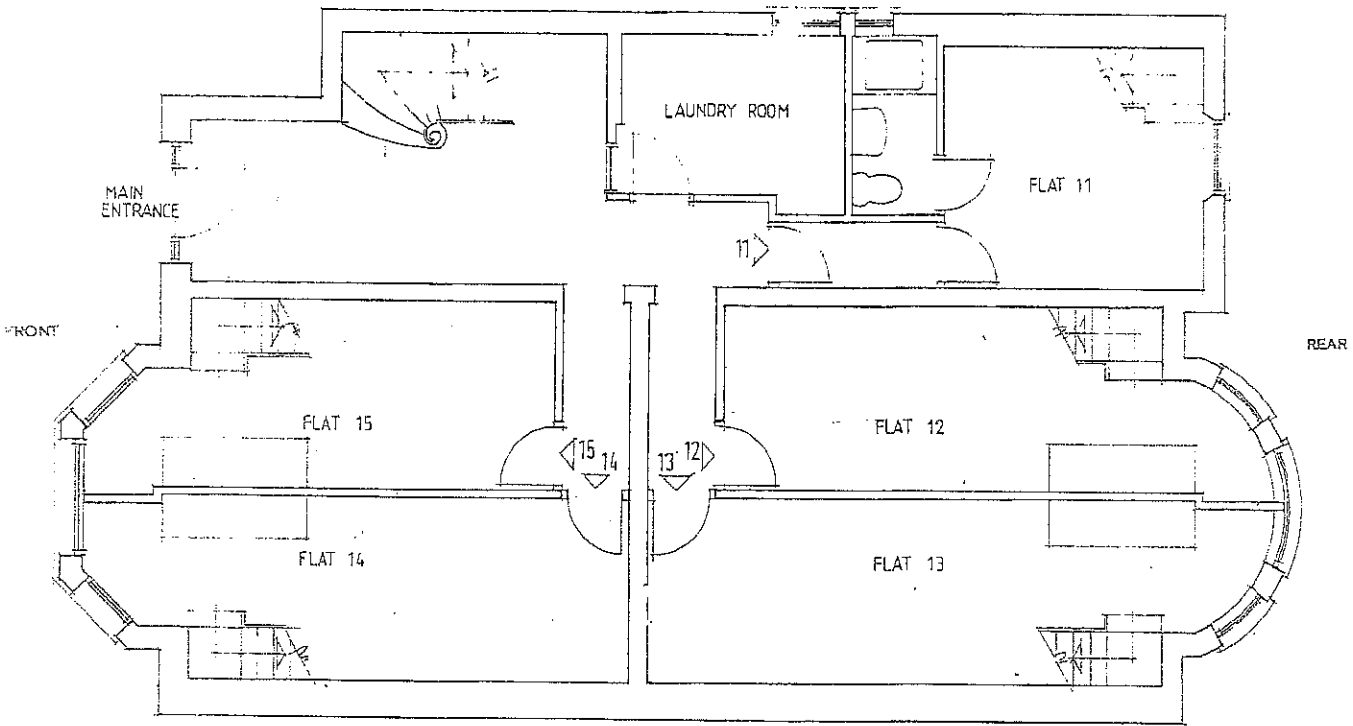 LAUNDRY ROOM
MAIN
ENTRANCE
FLAT 11
11
FRONT
REAR
FLAT 15
FLAT 12
15
14
13
12
FLAT 14
FLAT 13